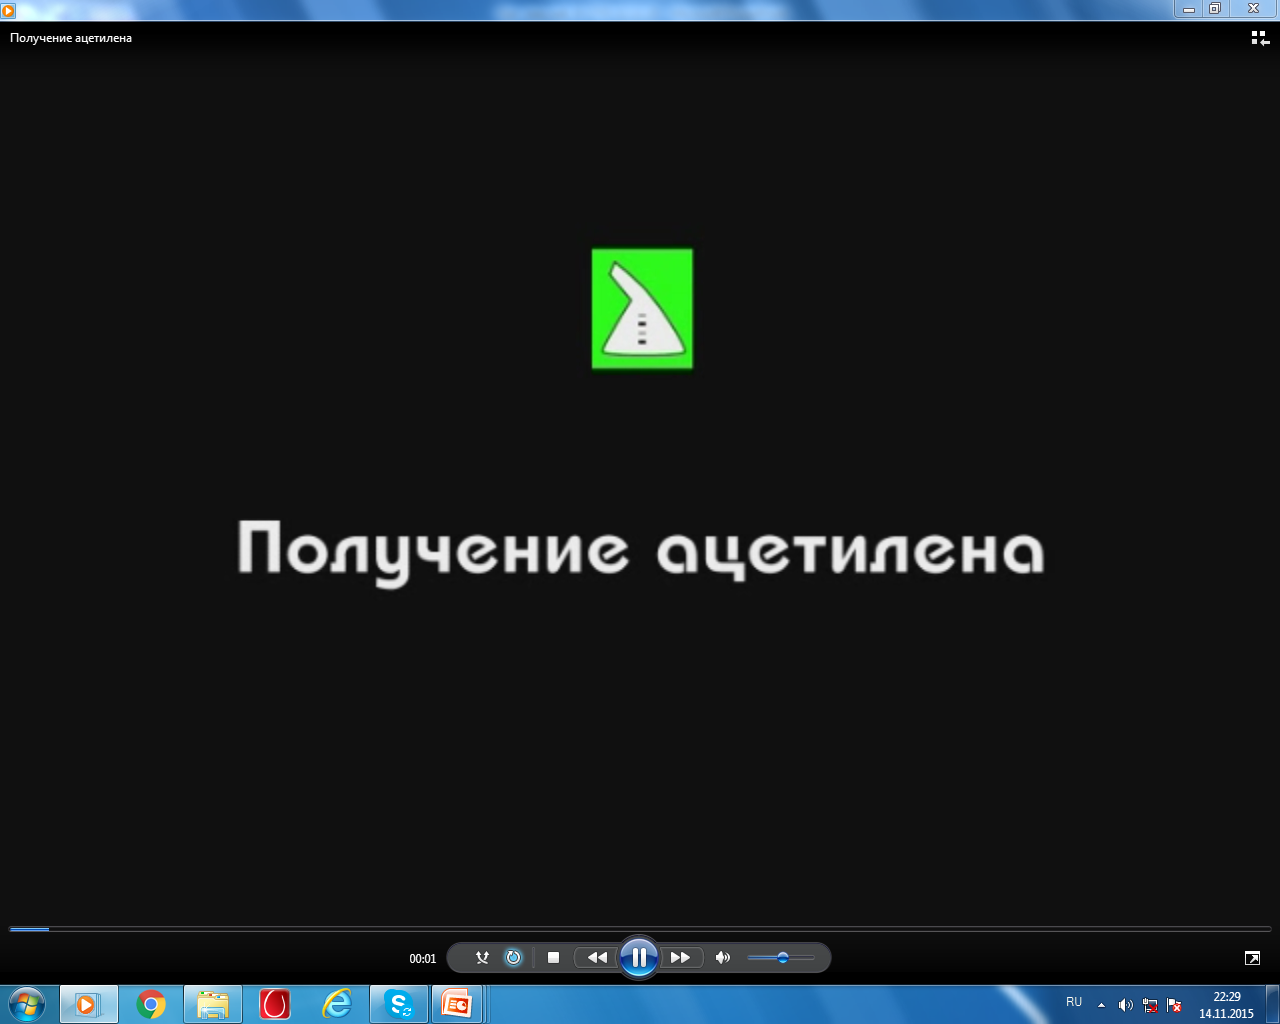 Получение ацетилена
Получение ацетилена
00:01
RU
22:29
14.11.2015